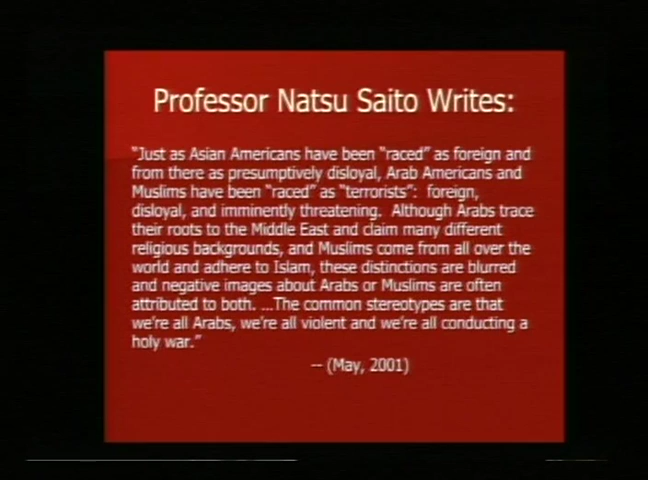 Professor Natsu Saito Writes:
"Just as Asian Americans have been "raced" as foreign and
from there as presumptively disloyal, Arab Americans and
Muslims have been "raced" as "terrorists":  foreign,
disloyal, and imminently threatening.  Although Arabs trace
their roots to the Middle East and claim many different
religious backgrounds, and Muslims come from all over the
world and adhere to Islam, these distinctions are blurred
and negative images about Arabs or Muslims are often
attributed to both. ...The common stereotypes are that
we're all Arabs, we're all violent and we're all conducting a
holy war."
-- (May, 2001)